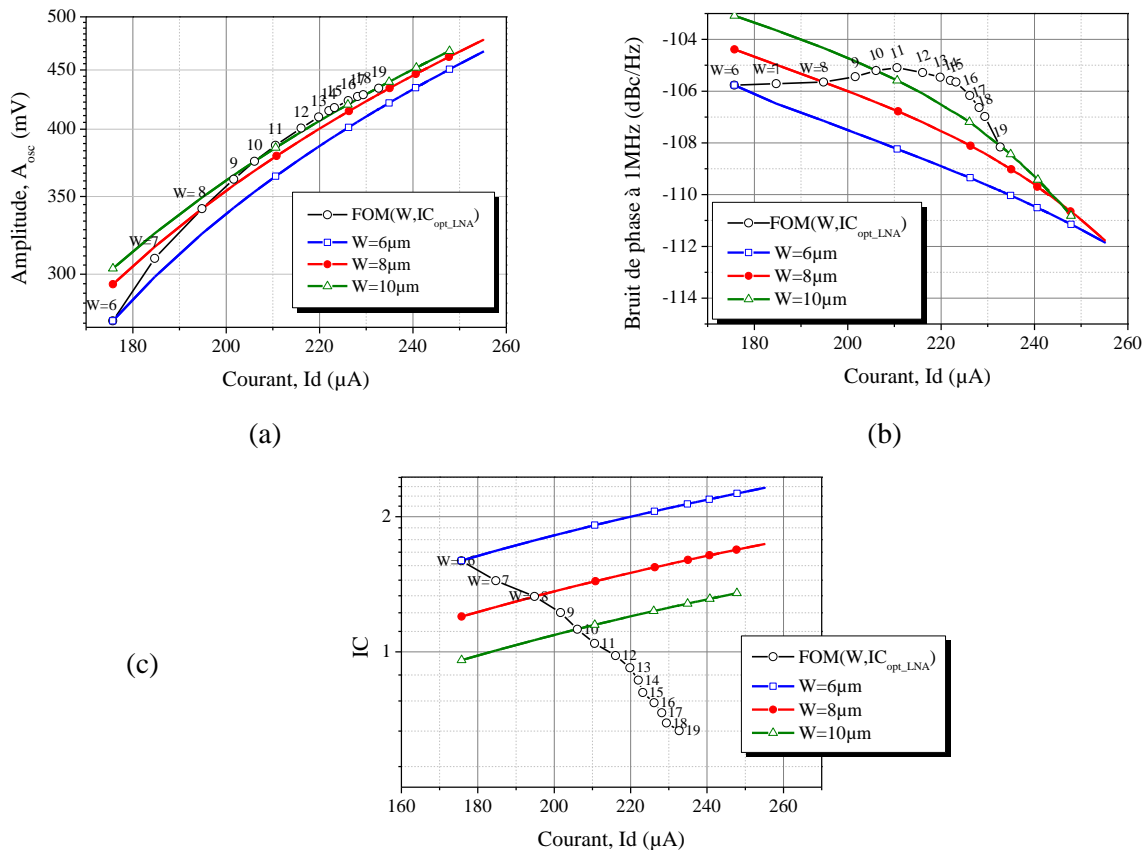 500
450
400
350
300
Amplitude, A_osc (mV)
W=6
W=7
W=8
9
10
11
12
13
14
15
16
17
18
19
FOM(W,IC_opt_LNA)
W=6µm
W=8µm
W=10µm
180 200 220 240 260
Courant, Id (µA)
(a)
-104
-106
-108
-110
-112
-114
Bruit de phase à 1MHz (dBc/Hz)
W=6
W=7
W=8
9
10
11
12
13
14
15
16
17
18
19
FOM(W,IC_opt_LNA)
W=6µm
W=8µm
W=10µm
180 200 220 240 260
Courant, Id (µA)
(b)
2
1
IC
W=6
W=7
W=8
9
10
11
12
13
14
15
16
17
18
19
FOM(W,IC_opt_LNA)
W=6µm
W=8µm
W=10µm
160 180 200 220 240 260
Courant, Id (µA)
(c)